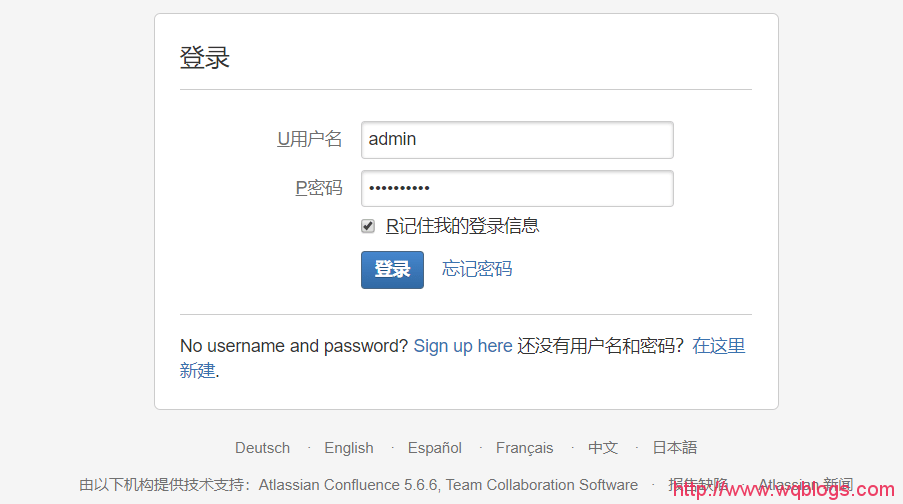 登录
U用户名 admin
P密码 ••••••••••
R记住我的登录信息
登录 忘记密码
No username and password? Sign up here 还没有用户名和密码？在这里
新建.
Deutsch · English · Español · Français · 中文 · 日本語
由以下机构提供技术支持：Atlassian Confluence 5.6.6, Team Collaboration Software · 报告缺陷 · Atlassian 新闻
http://www.wqblogs.com